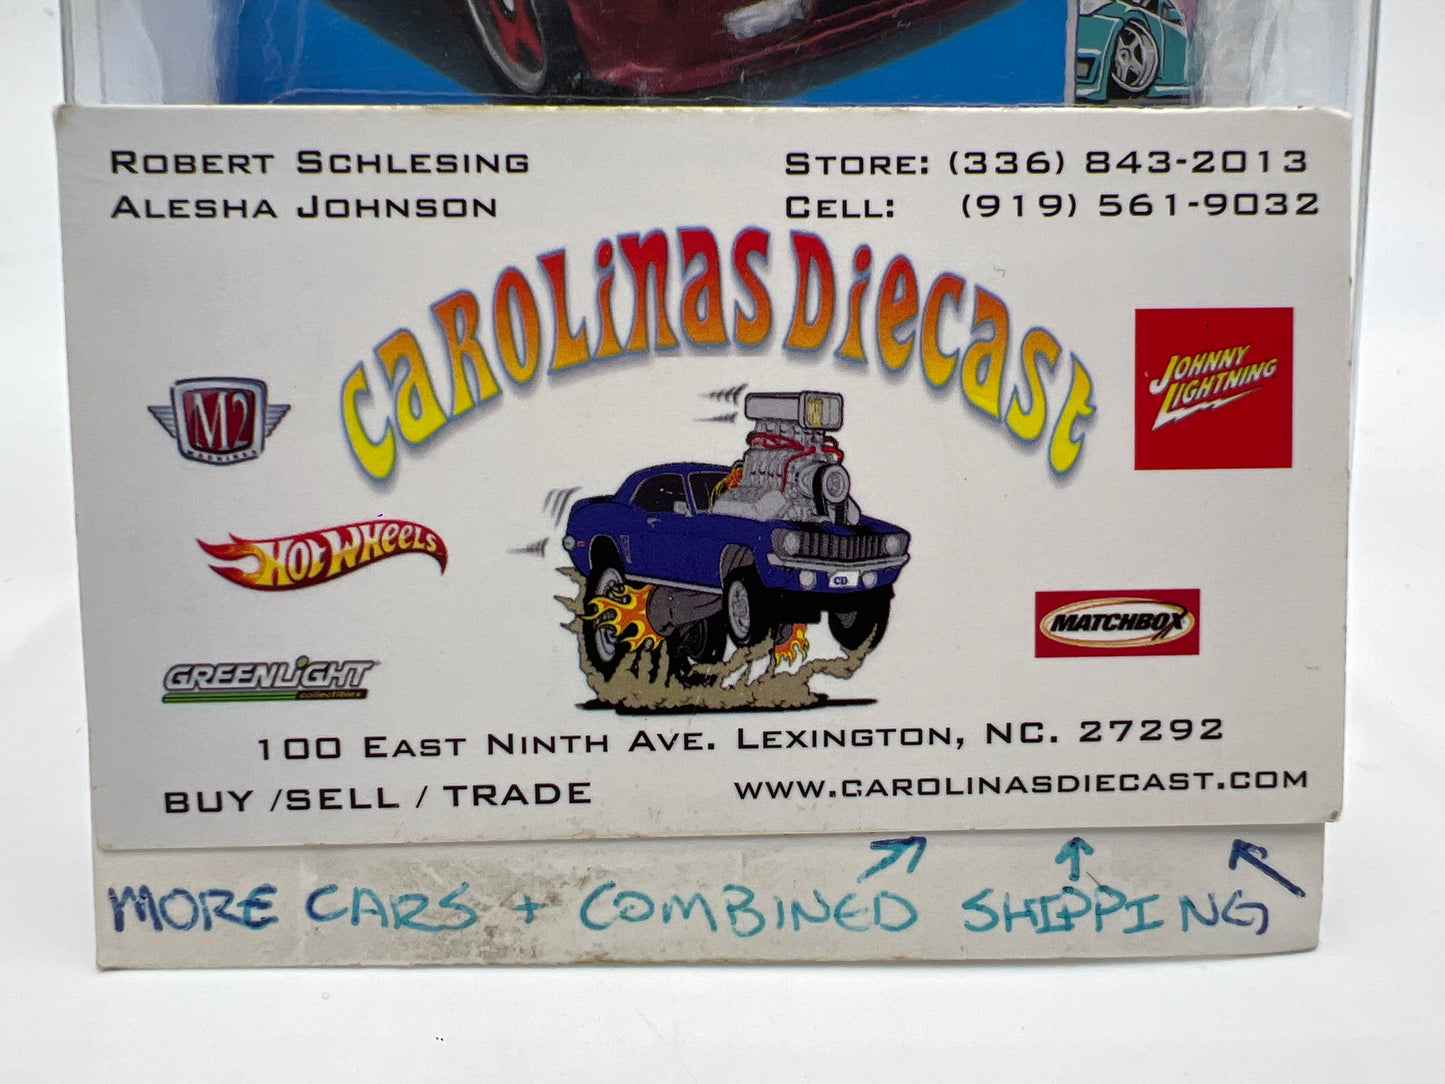 ROBERT SCHLESING
ALESHA JOHNSON
STORE: (336) 843-2013
CELL: (919) 561-9032
CAROLINAS DIECAST
M2
MACHINES
JOHNNY
LIGHTNING
HOT WHEELS
CD
MATCHBOX
GREENLIGHT
collectibles
100 EAST NINTH AVE. LEXINGTON, NC. 27292
BUY /SELL / TRADE
WWW.CAROLINASDIECAST.COM
MORE CARS + COMBINED SHIPPING